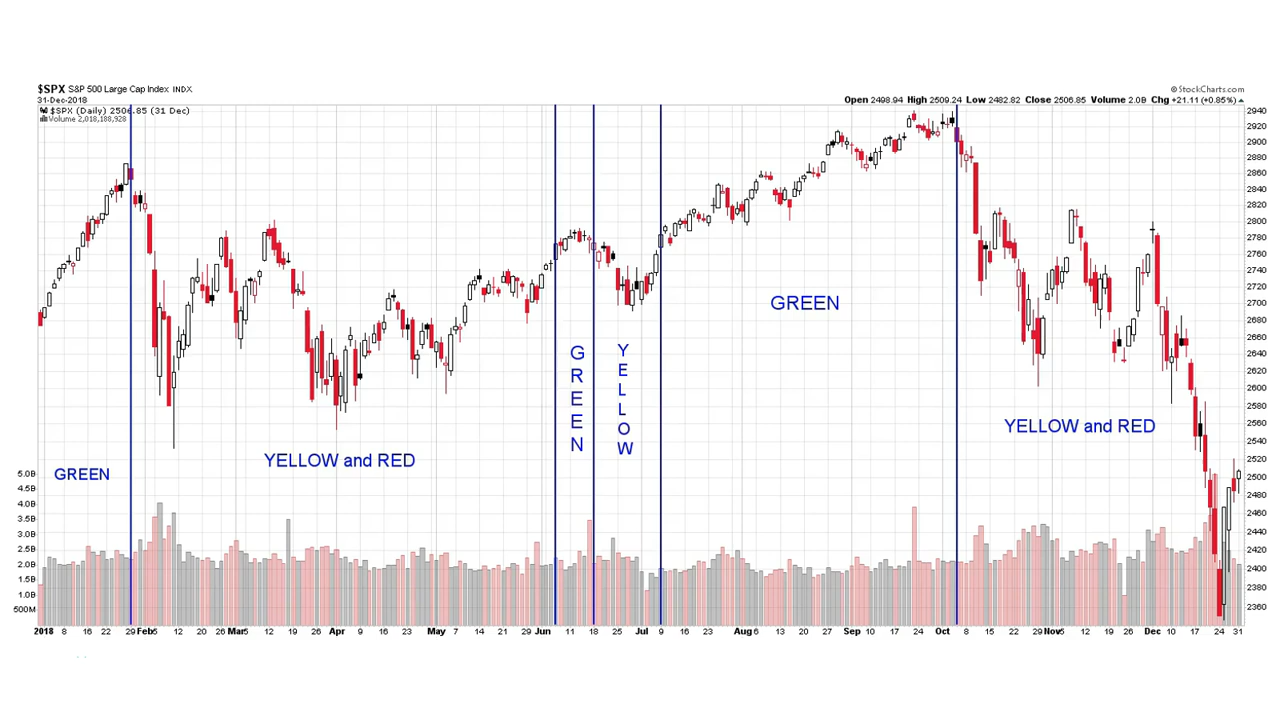 $SPX S&P 500 Large Cap Index INDX
© StockCharts.com
31-Dec-2018
Open 2498.94 High 2509.24 Low 2482.82 Close 2506.85 Volume 2.0B Chg +21.11 (+0.85%)
$SPX (Daily) 2506.85 (31 Dec)
Volume 2,018,188,928
2940
2920
2900
2880
2860
2840
2820
2800
2780
2760
2740
2720
2700
2680
2660
2640
2620
2600
2580
2560
2540
2520
2500
2480
2460
2440
2420
2400
2380
2360
GREEN
YELLOW and RED
GREEN
YELLOW
GREEN
YELLOW and RED
5.0B
4.5B
4.0B
3.5B
3.0B
2.5B
2.0B
1.5B
1.0B
500M
2018 8 16 22 29 Feb 5 12 20 26 Mar 5 12 19 26 Apr 9 16 23 May 7 14 21 Jun 11 18 25 Jul 9 16 23 Aug 6 13 20 27 Sep 10 17 24 Oct 8 15 22 29 Nov 5 12 19 26 Dec 10 17 24 31